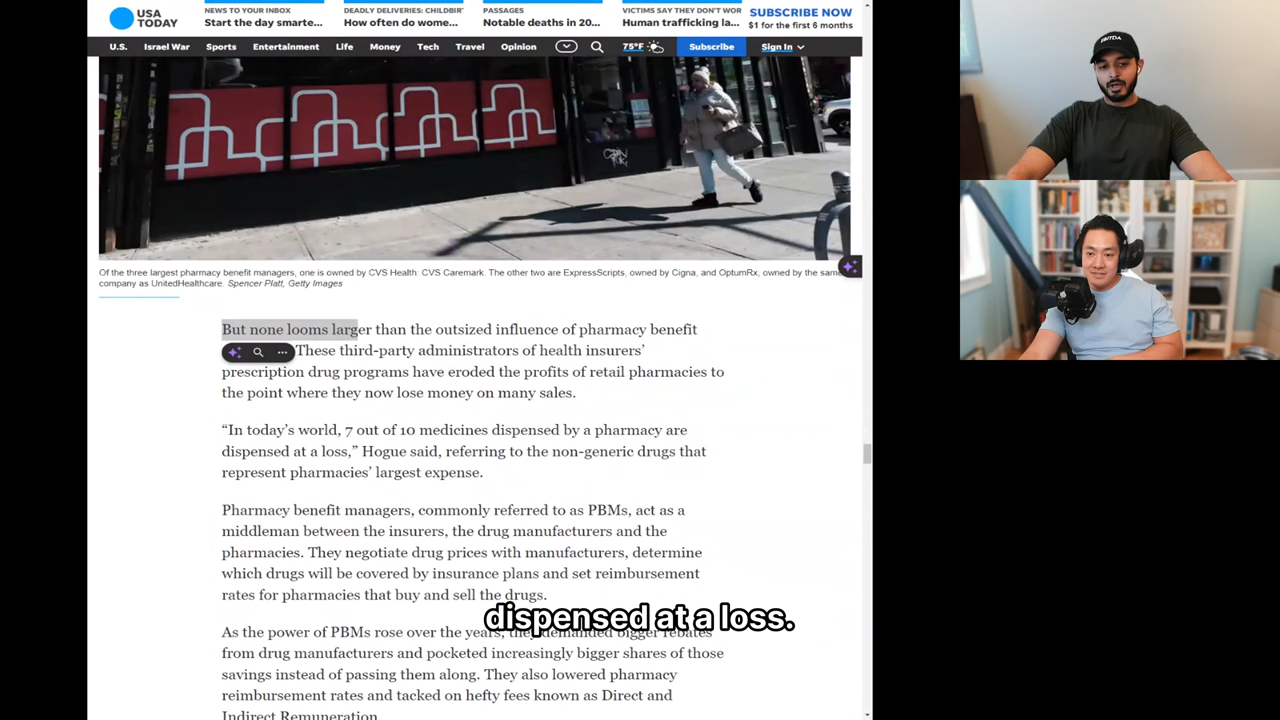 USA
TODAY
NEWS TO YOUR INBOX
Start the day smarte...
DEADLY DELIVERIES: CHILDBIR
How often do wome...
PASSAGES
Notable deaths in 20...
VICTIMS SAY THEY DON'T WOR
Human trafficking la...
SUBSCRIBE NOW
$1 for the first 6 months
U.S. Israel War Sports Entertainment Life Money Tech Travel Opinion 75°F Subscribe Sign In
EBITDA
Of the three largest pharmacy benefit managers, one is owned by CVS Health: CVS Caremark. The other two are ExpressScripts, owned by Cigna, and OptumRx, owned by the same
company as UnitedHealthcare. Spencer Platt, Getty Images
But none looms larger than the outsized influence of pharmacy benefit
These third-party administrators of health insurers’
prescription drug programs have eroded the profits of retail pharmacies to
the point where they now lose money on many sales.
“In today’s world, 7 out of 10 medicines dispensed by a pharmacy are
dispensed at a loss,” Hogue said, referring to the non-generic drugs that
represent pharmacies’ largest expense.
Pharmacy benefit managers, commonly referred to as PBMs, act as a
middleman between the insurers, the drug manufacturers and the
pharmacies. They negotiate drug prices with manufacturers, determine
which drugs will be covered by insurance plans and set reimbursement
rates for pharmacies that buy and sell the drugs.
dispensed at a loss.
As the power of PBMs rose over the years, they demanded bigger rebates
from drug manufacturers and pocketed increasingly bigger shares of those
savings instead of passing them along. They also lowered pharmacy
reimbursement rates and tacked on hefty fees known as Direct and
Indirect Remuneration